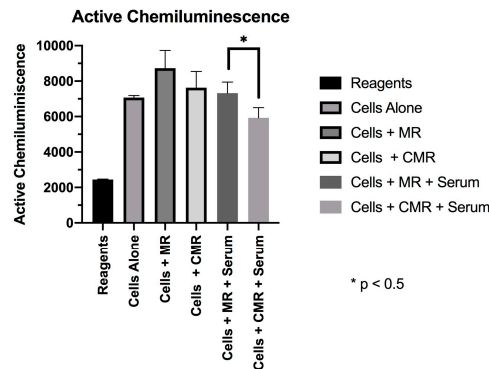 Active Chemiluminescence
Active Chemiluminiscence
10000
8000
6000
4000
2000
0
*
Reagents
Cells Alone
Cells + MR
Cells + CMR
Cells + MR + Serum
Cells + CMR + Serum
Reagents
Cells Alone
Cells + MR
Cells + CMR
Cells + MR + Serum
Cells + CMR + Serum
* p < 0.5